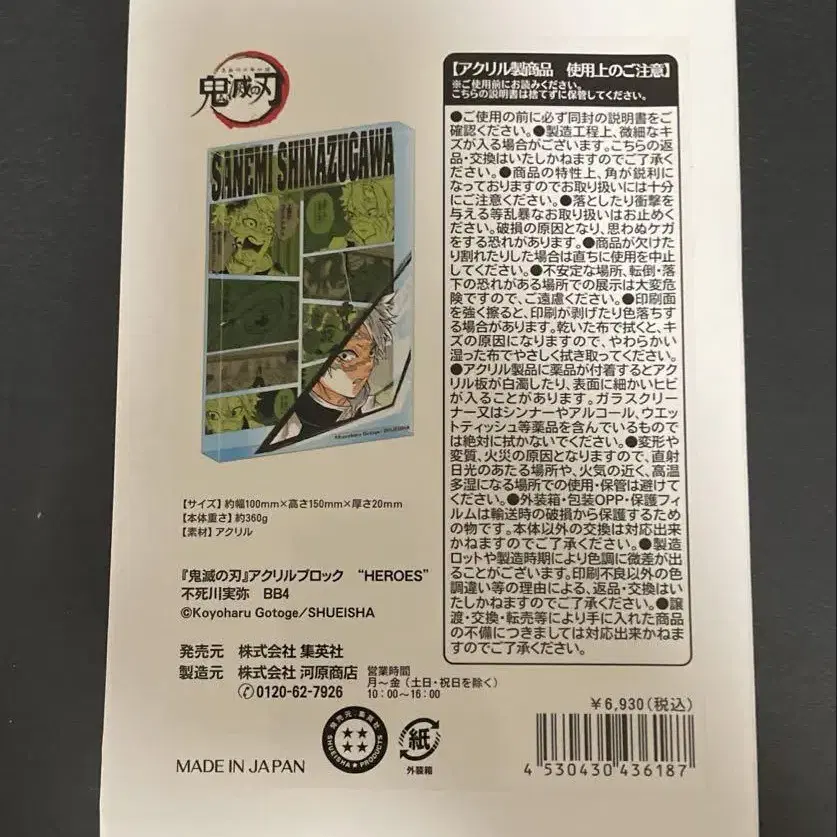 鬼滅の刃
SANEMI SHINAZUGAWA
©Koyoharu Gotoge/SHUEISHA
【サイズ】約幅100mm×高さ150mm×厚さ20mm
【本体重さ】約360g
【素材】アクリル
『鬼滅の刃』アクリルブロック “HEROES”
不死川実弥 BB4
©Koyoharu Gotoge/SHUEISHA
発売元 株式会社 集英社
製造元 株式会社 河原商店
0120-62-7926
営業時間
月~金（土日・祝日を除く）
10：00~16：00
MADE IN JAPAN
発売元・集英社
SHUEISHA PRODUCTS
紙
外装箱
【アクリル製商品 使用上のご注意】
※ご使用前にお読みください。
こちらの説明書は捨てずに保管してください。
●ご使用の前に必ず同封の説明書をご
確認ください。●製造工程上、微細なキ
ズが入る場合がございます。こちらの返
品・交換はいたしかねますのでご了承く
ださい。●商品の特性上、角が鋭利に
なっておりますのでお取り扱いには十分
にご注意ください。●落としたり衝撃を
を与える等乱暴なお取り扱いはお止めく
ださい。破損の原因となり、思わぬケガ
をする恐れがあります。●商品が欠けた
り割れたりした場合は直ちに使用を中止
してください。●不安定な場所、転倒・落
下の恐れがある場所での展示は大変危
険ですので、ご遠慮ください。●印刷面
を強く擦ると、印刷が剥げたり色落ちす
る場合があります。乾いた布で拭くと、キ
ズの原因になりますので、やわらかい
湿った布でやさしく拭き取ってください。
●アクリル製品に薬品が付着するとアク
リル板が白濁したり、表面に細かいヒビ
が入ることがあります。ガラスクリー
ナー又はシンナーやアルコール、ウエッ
トティッシュ等薬品を含んでいるもので
は絶対に拭かないでください。●変形や
変質、火災の原因となりますので、直射
日光のあたる場所や、火気の近く、高温
多湿になる場所での使用・保管は避けて
ください。●外装箱・包装OPP・保護フィ
ルムは輸送時の破損から保護するため
の物です。本体以外の交換は対応出来
かねますのでご了承ください。●製造
ロットや製造時期により色調に微差が出
ることがございます。印刷不良以外の色
調違い等の理由による、返品・交換はい
たしかねますのでご了承ください。●譲
渡・交換・転売等により手に入れた商品
の不備につきましては対応出来かねま
すのでご了承ください。
￥6,930（税込）
4 530430 436187